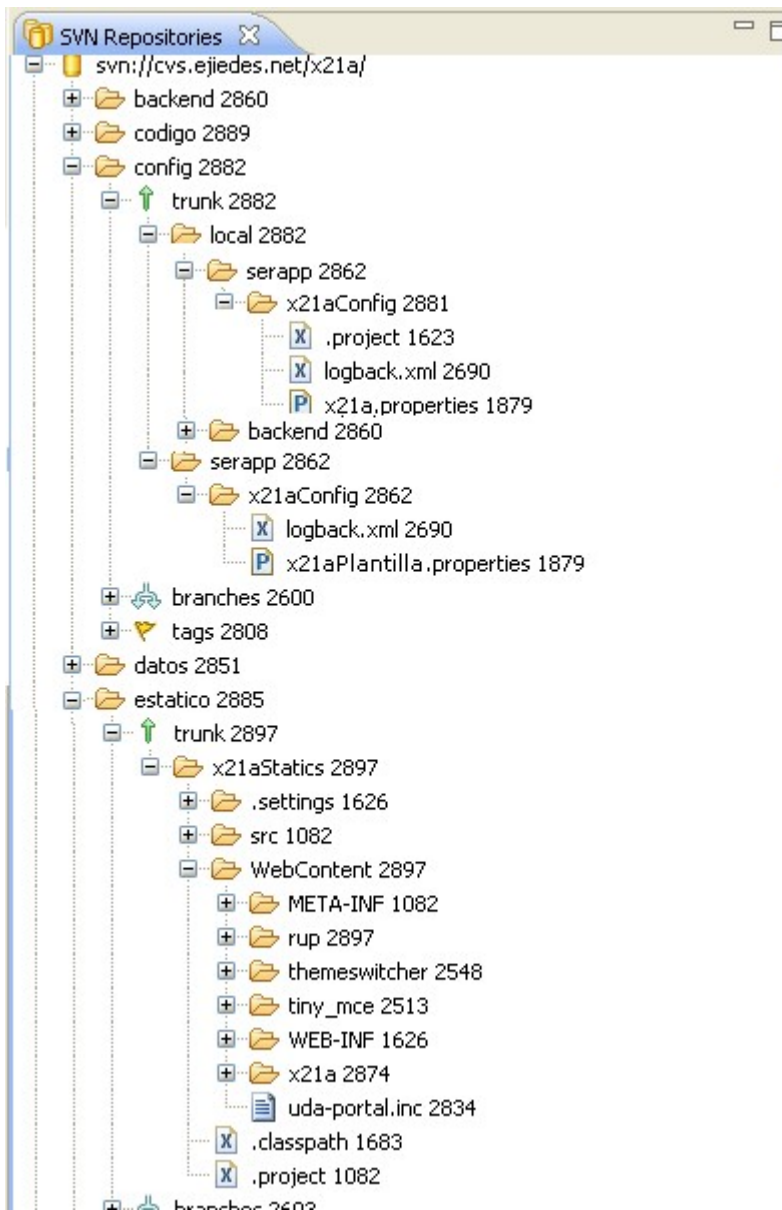 SVN Repositories
svn://cvs.ejiedes.net/x21a/
backend 2860
codigo 2889
config 2882
trunk 2882
local 2882
serapp 2862
x21aConfig 2881
.project 1623
logback.xml 2690
x21a.properties 1879
backend 2860
serapp 2862
x21aConfig 2862
logback.xml 2690
x21aPlantilla.properties 1879
branches 2600
tags 2808
datos 2851
estatico 2885
trunk 2897
x21aStatics 2897
.settings 1626
src 1082
WebContent 2897
META-INF 1082
rup 2897
themeswitcher 2548
tiny_mce 2513
WEB-INF 1626
x21a 2874
uda-portal.inc 2834
.classpath 1683
.project 1082
branches 2603